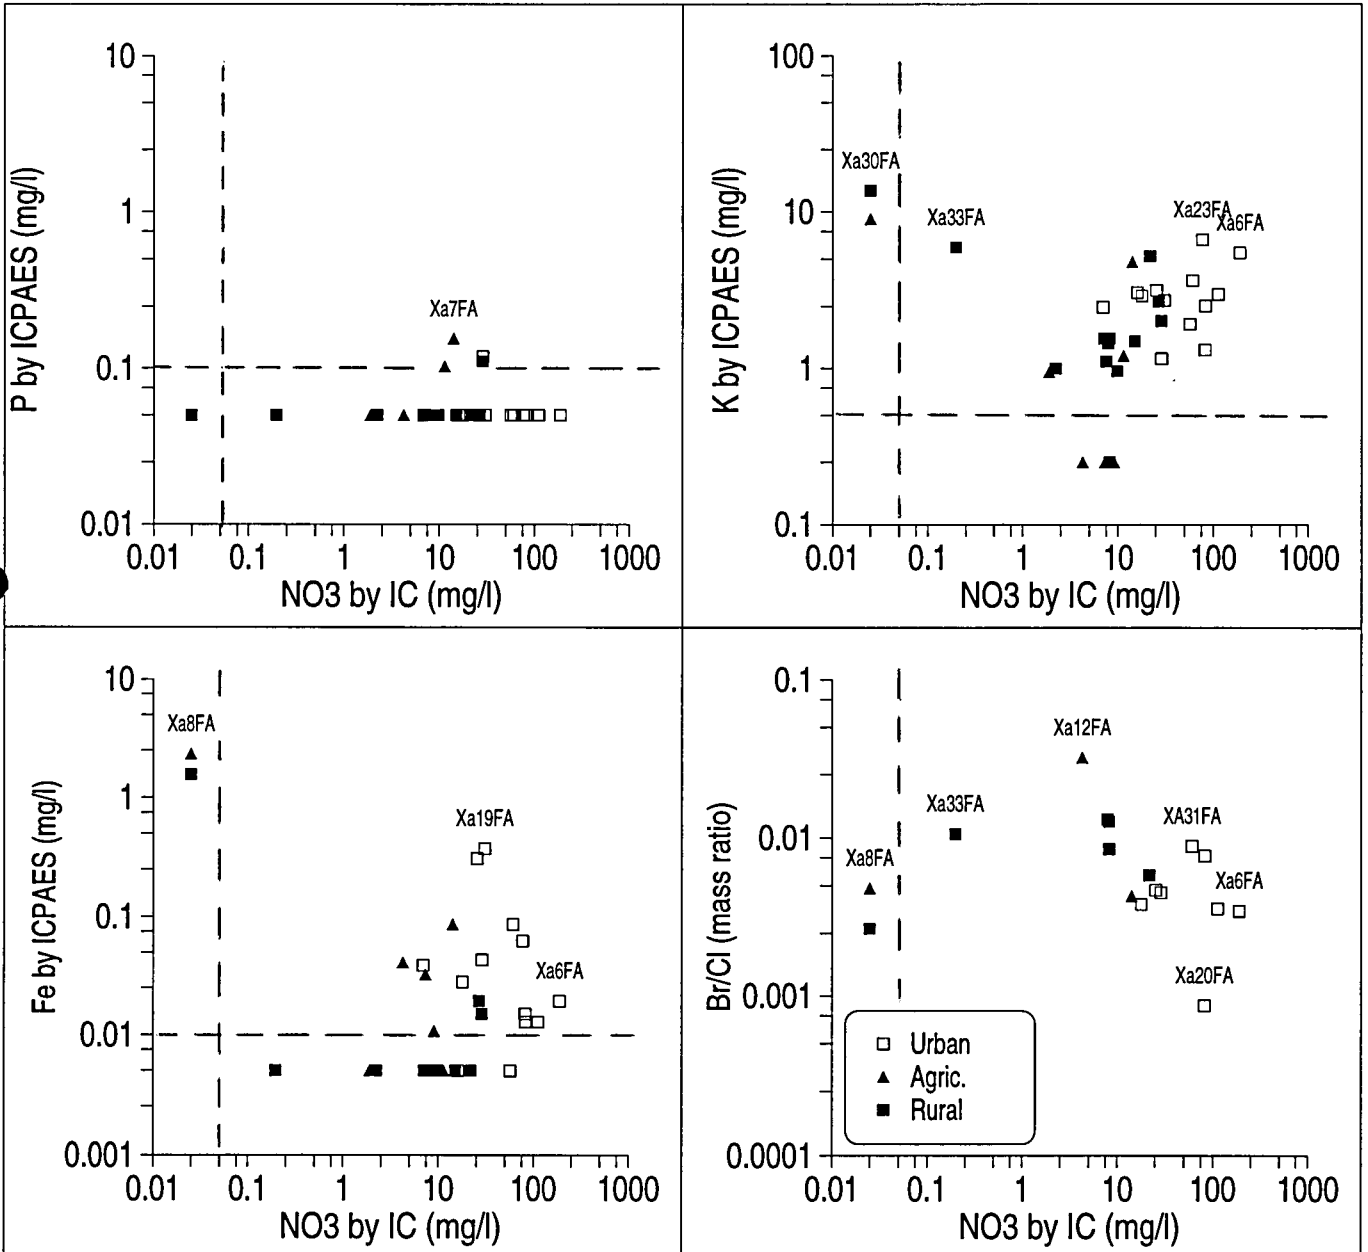 10
1
0.1
0.01
P by ICPAES (mg/l)
Xa7FA
0.01 0.1 1 10 100 1000
NO3 by IC (mg/l)
100
10
1
0.1
K by ICPAES (mg/l)
Xa30FA
Xa33FA
Xa23FA
Xa6FA
0.01 0.1 1 10 100 1000
NO3 by IC (mg/l)
10
1
0.1
0.01
0.001
Fe by ICPAES (mg/l)
Xa8FA
Xa19FA
Xa6FA
0.01 0.1 1 10 100 1000
NO3 by IC (mg/l)
0.1
0.01
0.001
0.0001
Br/Cl (mass ratio)
Xa12FA
Xa33FA
XA31FA
Xa8FA
Xa6FA
Xa20FA
Urban
Agric.
Rural
0.01 0.1 1 10 100 1000
NO3 by IC (mg/l)